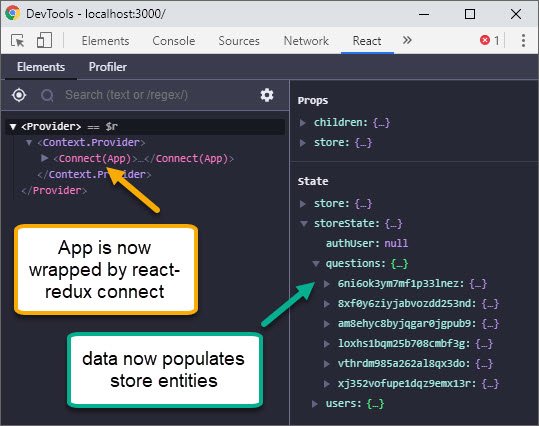 DevTools - localhost:3000/
Elements Console Sources Network React 1
Elements Profiler
Search (text or /regex/)
<Provider> == $r
<Context.Provider>
<Connect(App)>…</Connect(App)>
</Context.Provider>
</Provider>
App is now
wrapped by react-
redux connect
data now populates
store entities
Props
children: {…}
store: {…}
State
store: {…}
storeState: {…}
authUser: null
questions: {…}
6ni6ok3ym7mf1p33lnez: {…}
8xf0y6ziyjabvozdd253nd: {…}
am8ehyc8byjqgar0jgpub9: {…}
loxhs1bqm25b708cmbf3g: {…}
vthrdm985a262al8qx3do: {…}
xj352vofupe1dqz9emx13r: {…}
users: {…}